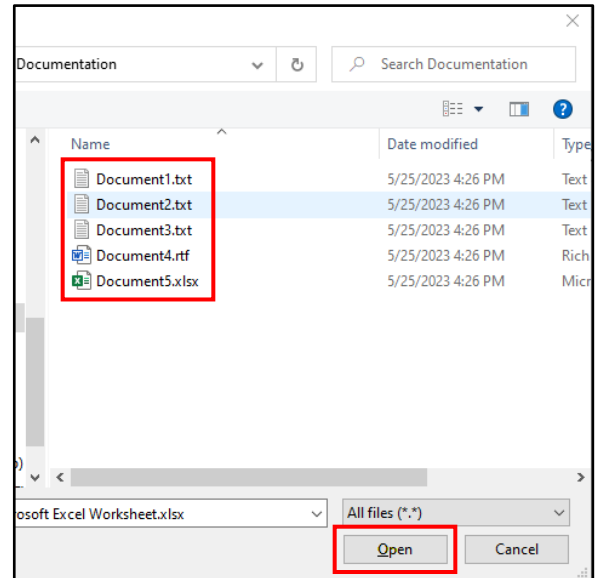 Documentation
Search Documentation
?
Name Date modified Type
Document1.txt 5/25/2023 4:26 PM Text
Document2.txt 5/25/2023 4:26 PM Text
Document3.txt 5/25/2023 4:26 PM Text
Document4.rtf 5/25/2023 4:26 PM Rich
Document5.xlsx 5/25/2023 4:26 PM Micr
)
rosoft Excel Worksheet.xlsx All files (*.*)
Open Cancel